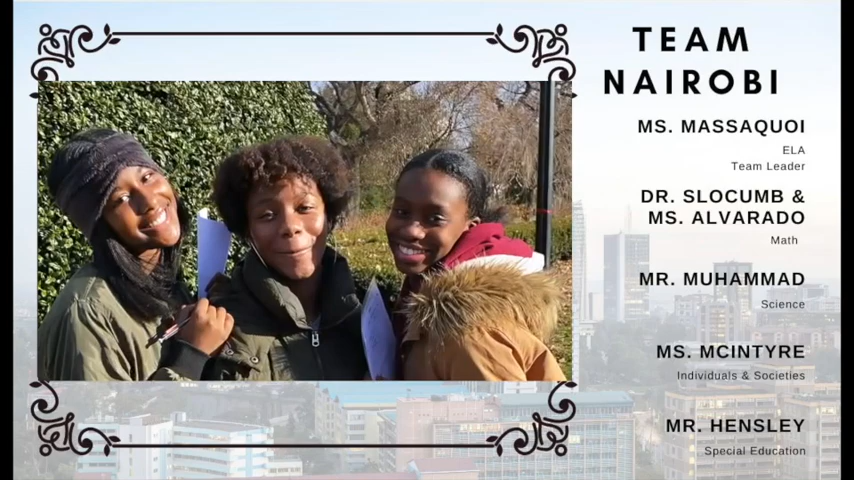 TEAM
NAIROBI
MS. MASSAQUOI
ELA
Team Leader
DR. SLOCUMB &
MS. ALVARADO
Math
MR. MUHAMMAD
Science
MS. MCINTYRE
Individuals & Societies
MR. HENSLEY
Special Education